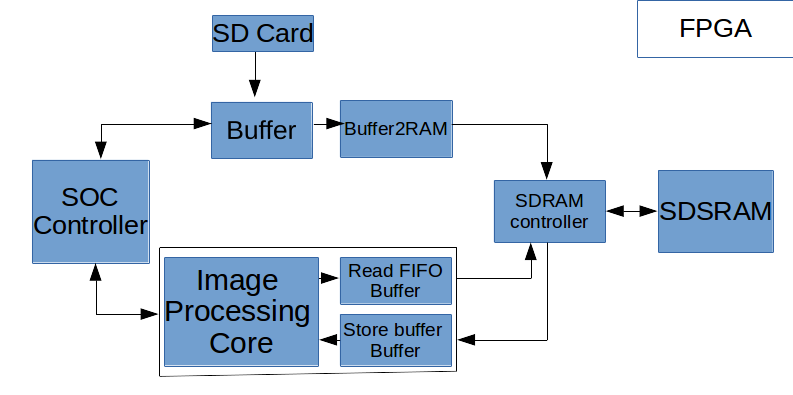 SD Card
FPGA
Buffer
Buffer2RAM
SOC
Controller
SDRAM
controller
SDSRAM
Image
Processing
Core
Read FIFO
Buffer
Store buffer
Buffer